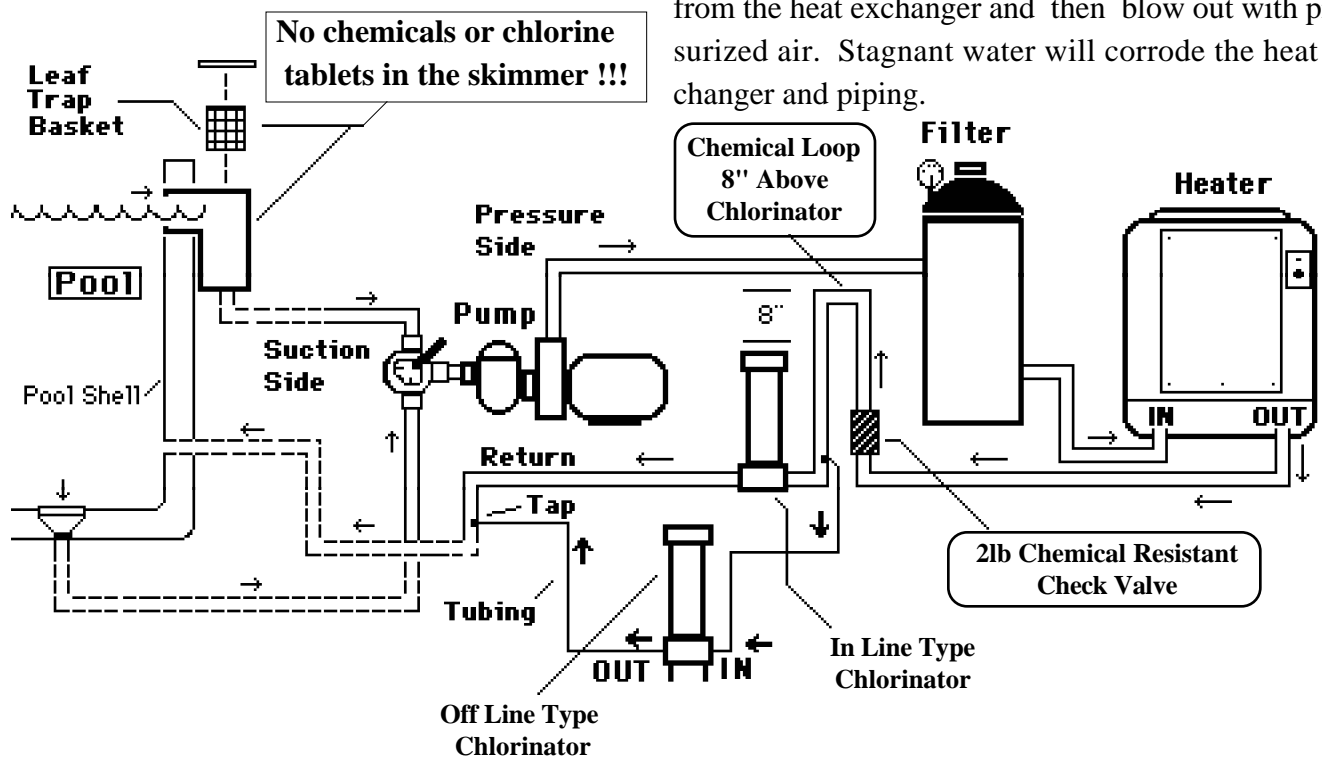 from the heat exchanger and then blow out with p
surized air. Stagnant water will corrode the heat
changer and piping.
No chemicals or chlorine
tablets in the skimmer !!!
Leaf
Trap
Basket
Chemical Loop
8" Above
Chlorinator
Filter
Heater
Pressure
Side
Pool
8"
Pump
Suction
Side
Pool Shell
IN
OUT
Return
Tap
2lb Chemical Resistant
Check Valve
Tubing
OUT
IN
In Line Type
Chlorinator
Off Line Type
Chlorinator